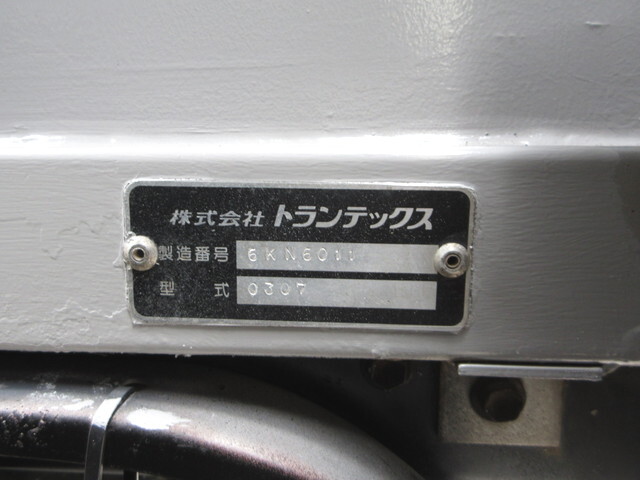 株式会社 トランテックス
製造番号 6KN6011
型式 0307